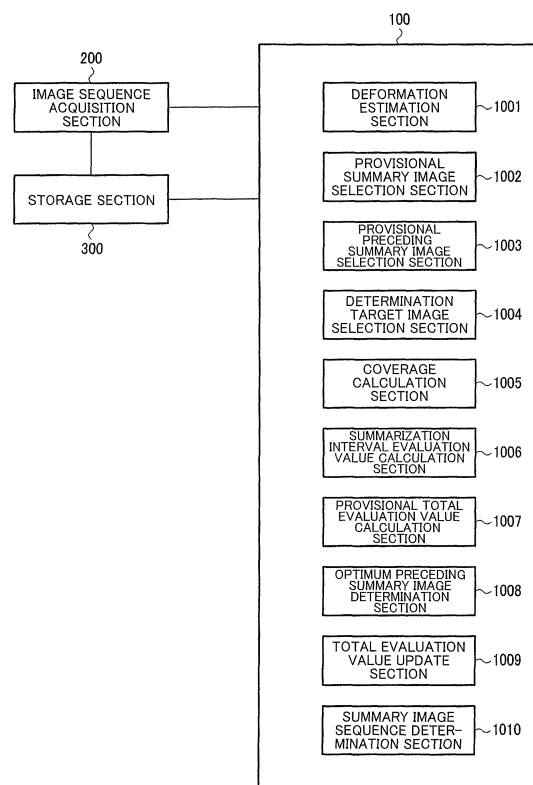 100
200
IMAGE SEQUENCE
ACQUISITION
SECTION
STORAGE SECTION
300
DEFORMATION
ESTIMATION
SECTION
1001
PROVISIONAL
SUMMARY IMAGE
SELECTION SECTION
1002
PROVISIONAL
PRECEDING
SUMMARY IMAGE
SELECTION SECTION
1003
DETERMINATION
TARGET IMAGE
SELECTION SECTION
1004
COVERAGE
CALCULATION
SECTION
1005
SUMMARIZATION
INTERVAL EVALUATION
VALUE CALCULATION
SECTION
1006
PROVISIONAL TOTAL
EVALUATION VALUE
CALCULATION
SECTION
1007
OPTIMUM PRECEDING
SUMMARY IMAGE
DETERMINATION
SECTION
1008
TOTAL EVALUATION
VALUE UPDATE
SECTION
1009
SUMMARY IMAGE
SEQUENCE DETER-
MINATION SECTION
1010